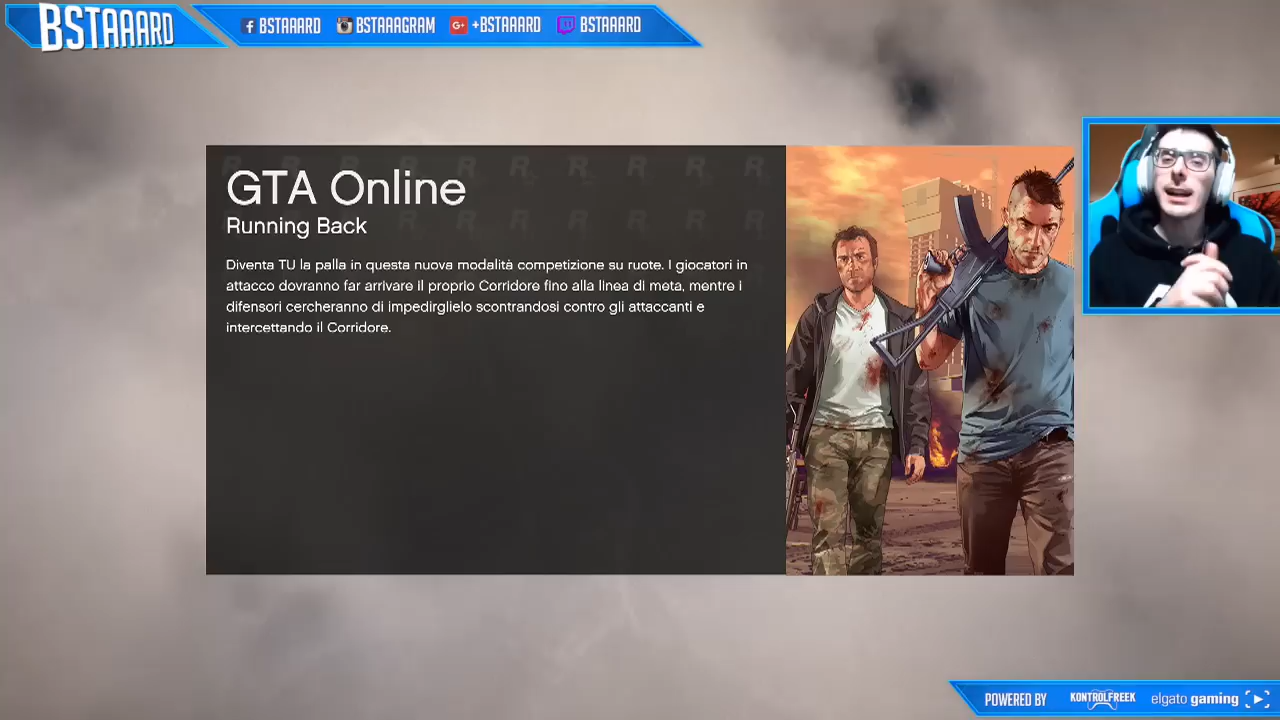 BSTAAARD
BSTAAARD BSTAAAGRAM G+ +BSTAAARD BSTAAARD
GTA Online
Running Back
Diventa TU la palla in questa nuova modalità competizione su ruote. I giocatori in
attacco dovranno far arrivare il proprio Corridore fino alla linea di meta, mentre i
difensori cercheranno di impedirglielo scontrandosi contro gli attaccanti e
intercettando il Corridore.
POWERED BY KONTROLFREEK elgato gaming